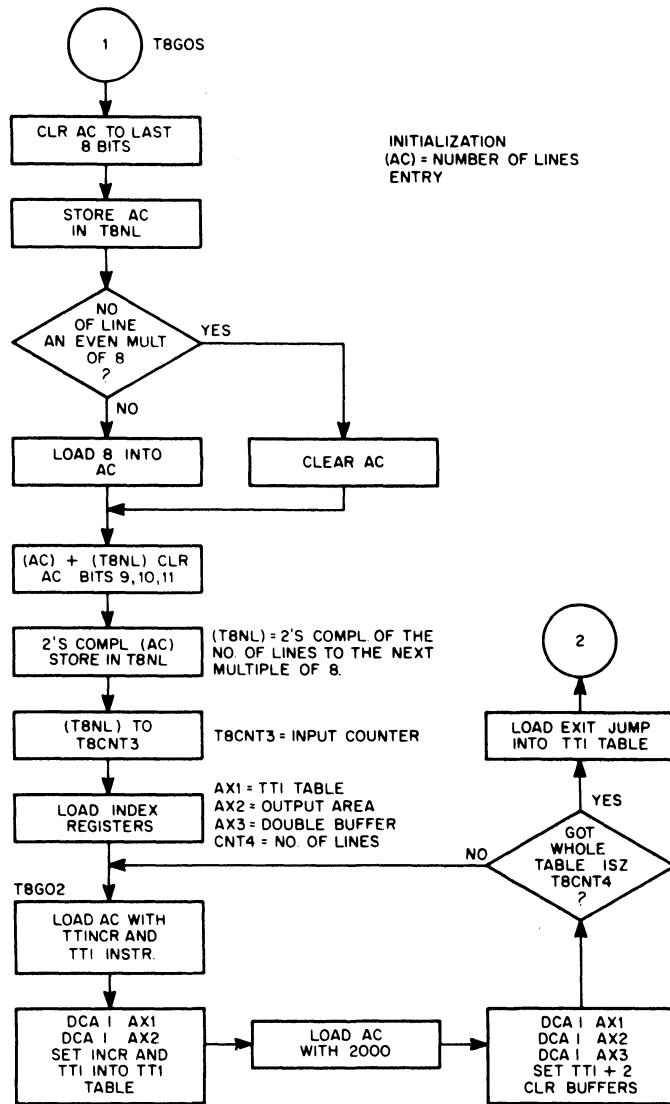 1
T8GOS
CLR AC TO LAST
8 BITS
INITIALIZATION
(AC) = NUMBER OF LINES
ENTRY
STORE AC
IN T8NL
NO
OF LINE
AN EVEN MULT
OF 8
?
YES
NO
LOAD 8 INTO
AC
CLEAR AC
(AC) + (T8NL) CLR
AC BITS 9,10,11
2'S COMPL (AC)
STORE IN T8NL
(T8NL) = 2'S COMPL. OF THE
NO. OF LINES TO THE NEXT
MULTIPLE OF 8.
(T8NL) TO
T8CNT3
T8CNT3 = INPUT COUNTER
LOAD INDEX
REGISTERS
AX1 = TTI TABLE
AX2 = OUTPUT AREA
AX3 = DOUBLE BUFFER
CNT4 = NO. OF LINES
T8GO2
LOAD AC WITH
TTINCR AND
TTI INSTR.
DCA I AX1
DCA I AX2
SET INCR AND
TTI INTO TTI
TABLE
LOAD AC
WITH 2000
DCA I AX1
DCA I AX2
DCA I AX3
SET TTI + 2
CLR BUFFERS
GOT
WHOLE
TABLE ISZ
T8CNT4
?
NO
YES
LOAD EXIT JUMP
INTO TTI TABLE
2